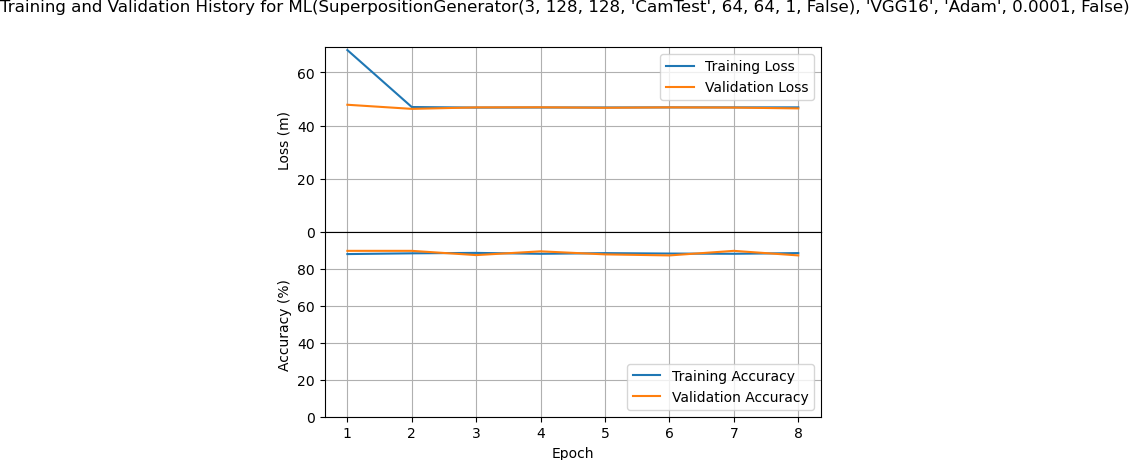 Training and Validation History for ML(SuperpositionGenerator(3, 128, 128, 'CamTest', 64, 64, 1, False), 'VGG16', 'Adam', 0.0001, False)
Loss (m)
60
40
20
0
Training Loss
Validation Loss
Accuracy (%)
80
60
40
20
0
Training Accuracy
Validation Accuracy
1 2 3 4 5 6 7 8
Epoch